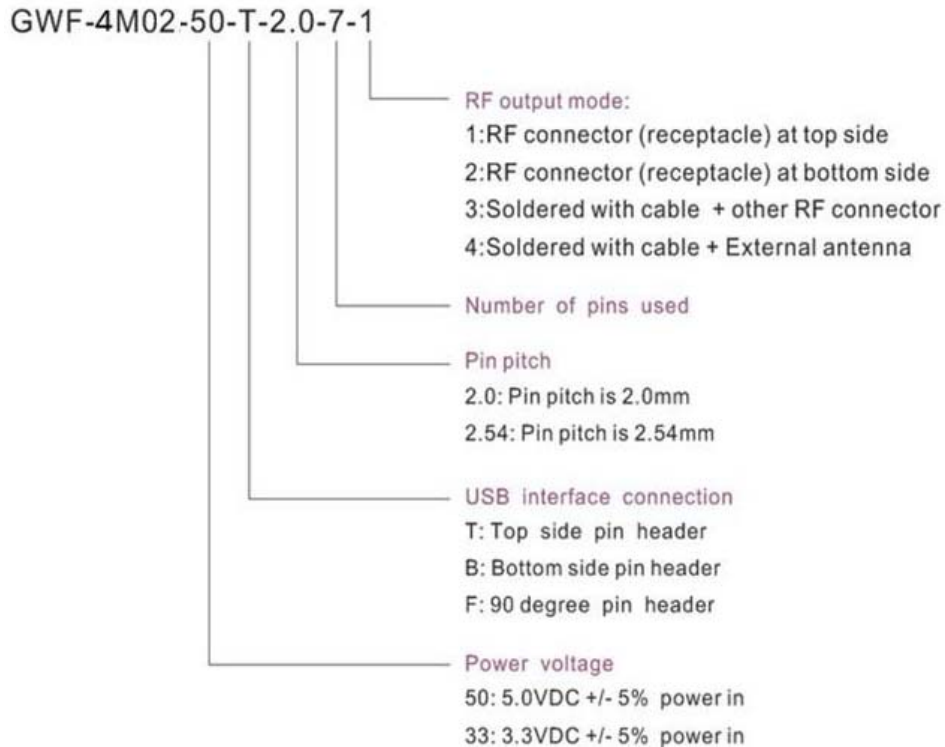 GWF-4M02-50-T-2.0-7-1
RF output mode:
1:RF connector (receptacle) at top side
2:RF connector (receptacle) at bottom side
3:Soldered with cable + other RF connector
4:Soldered with cable + External antenna
Number of pins used
Pin pitch
2.0: Pin pitch is 2.0mm
2.54: Pin pitch is 2.54mm
USB interface connection
T: Top side pin header
B: Bottom side pin header
F: 90 degree pin header
Power voltage
50: 5.0VDC +/- 5% power in
33: 3.3VDC +/- 5% power in